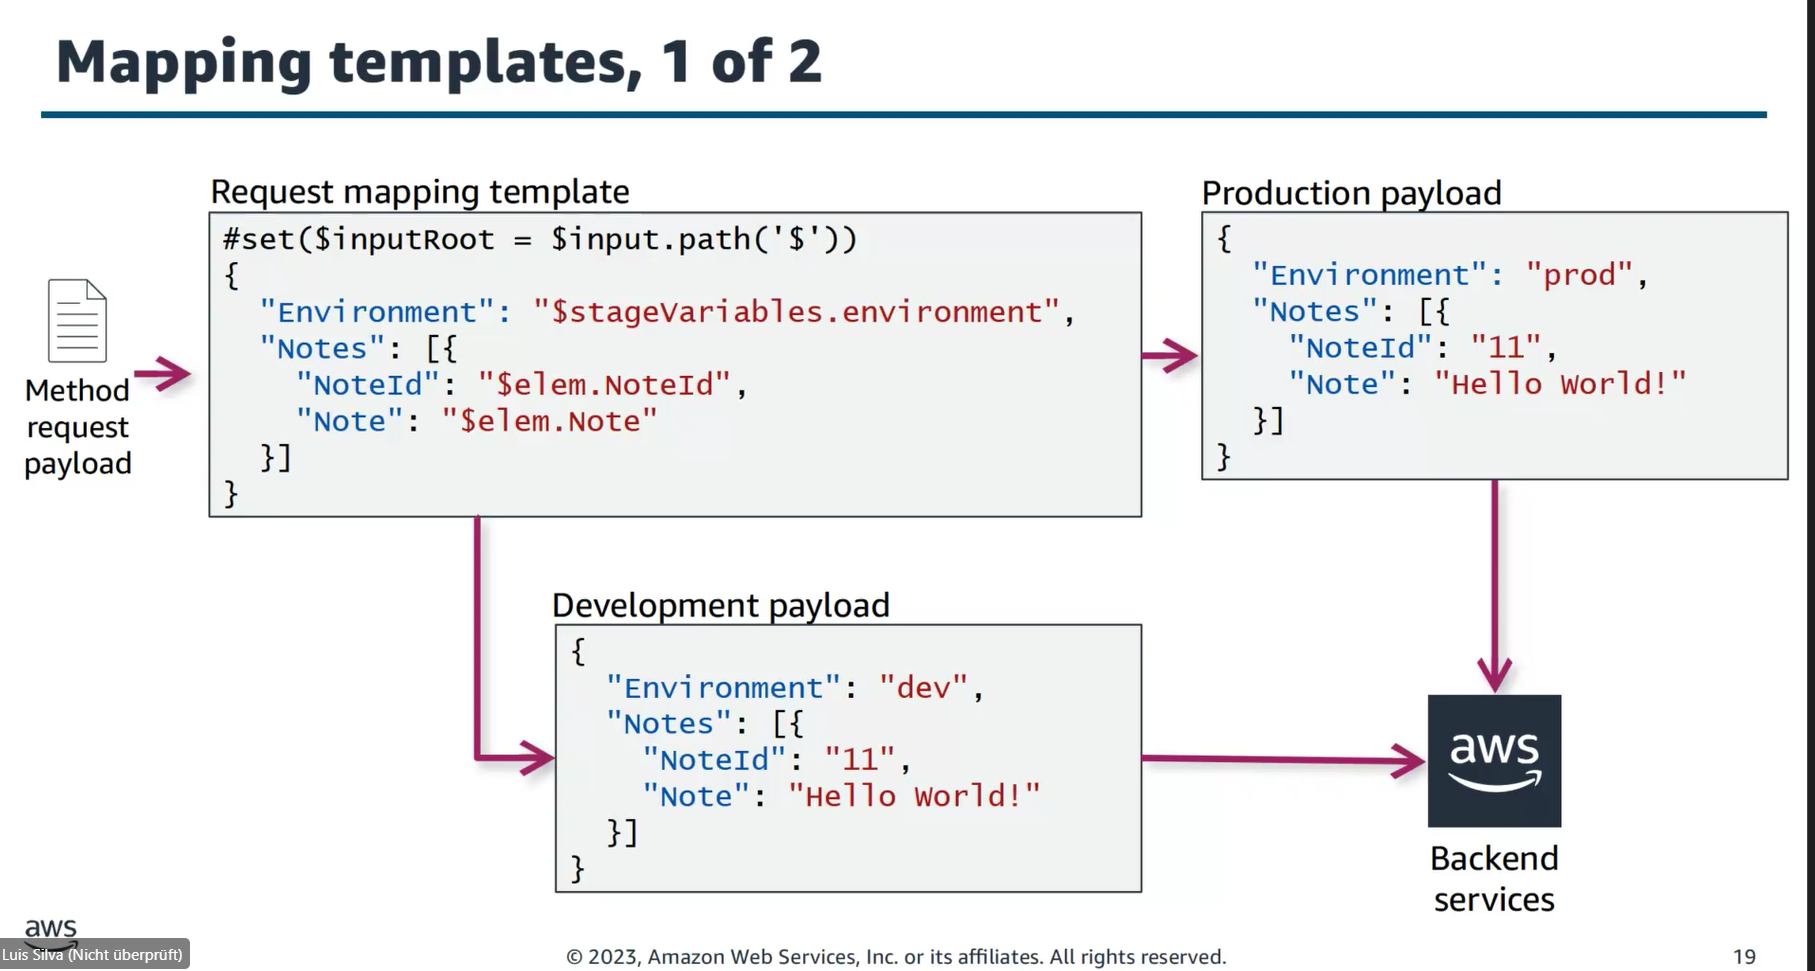 Mapping templates, 1 of 2
Request mapping template
#set($inputRoot = $input.path('$'))
{
"Environment": "$stageVariables.environment",
"Notes": [{
"NoteId": "$elem.NoteId",
"Note": "$elem.Note"
}]
}
Method
request
payload
Production payload
{
"Environment": "prod",
"Notes": [{
"NoteId": "11",
"Note": "Hello World!"
}]
}
Development payload
{
"Environment": "dev",
"Notes": [{
"NoteId": "11",
"Note": "Hello World!"
}]
}
aws
Backend
services
aws
Luis Silva (Nicht überprüft)
© 2023, Amazon Web Services, Inc. or its affiliates. All rights reserved.
19